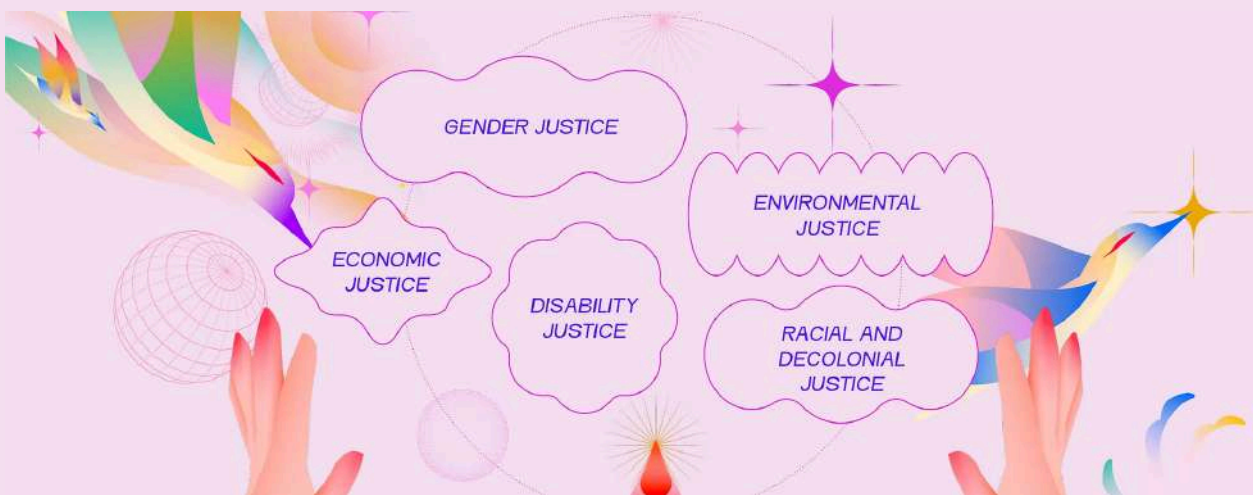 GENDER JUSTICE
ENVIRONMENTAL
JUSTICE
ECONOMIC
JUSTICE
DISABILITY
JUSTICE
RACIAL AND
DECOLONIAL
JUSTICE